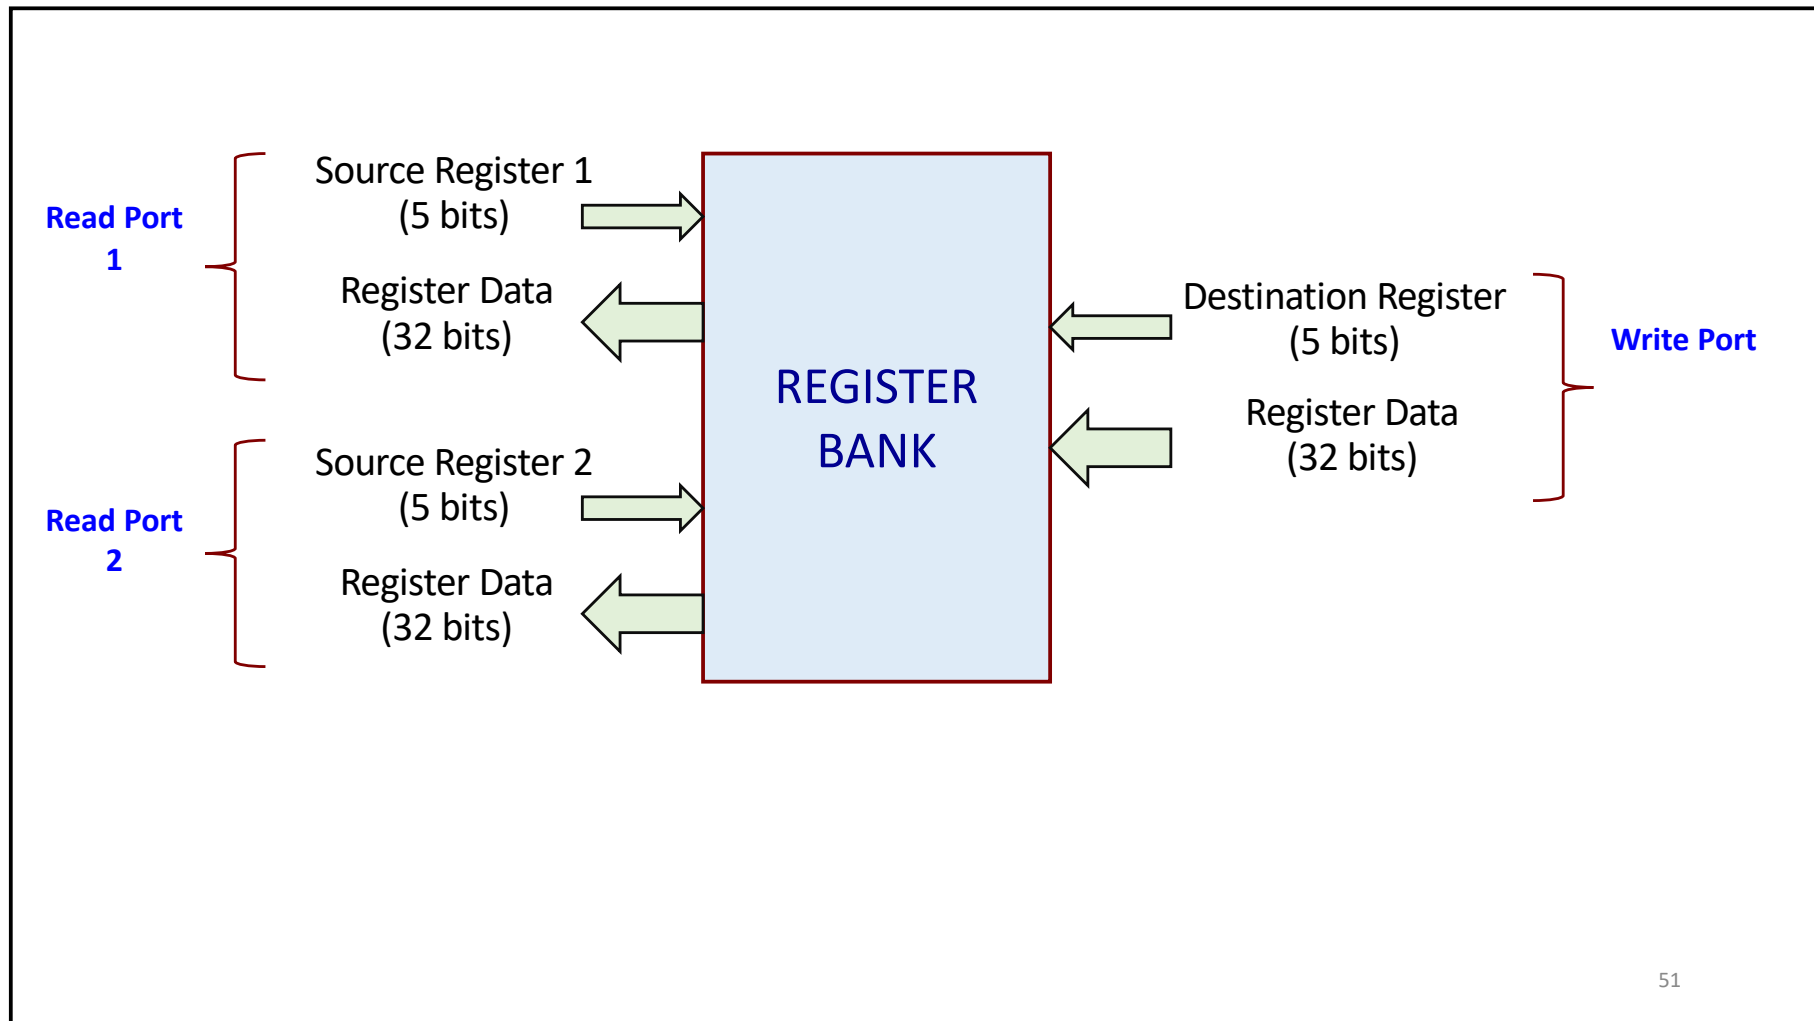 Read Port
1
Source Register 1
(5 bits)
Register Data
(32 bits)
Read Port
2
Source Register 2
(5 bits)
Register Data
(32 bits)
REGISTER
BANK
Destination Register
(5 bits)
Register Data
(32 bits)
Write Port
51